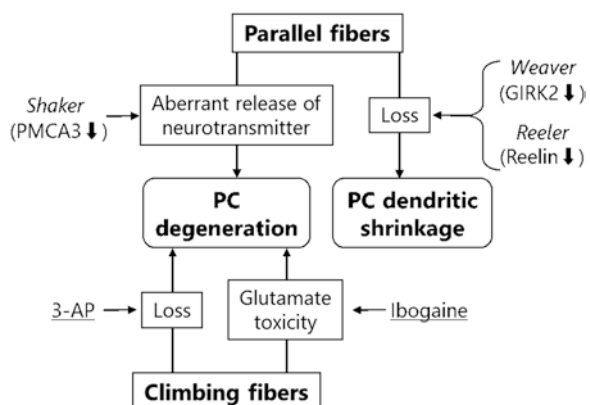 Parallel fibers
Shaker
(PMCA3⬇)
Aberrant release of
neurotransmitter
Loss
Weaver
(GIRK2⬇)
Reeler
(Reelin⬇)
PC
degeneration
PC dendritic
shrinkage
3-AP
Loss
Glutamate
toxicity
Ibogaine
Climbing fibers